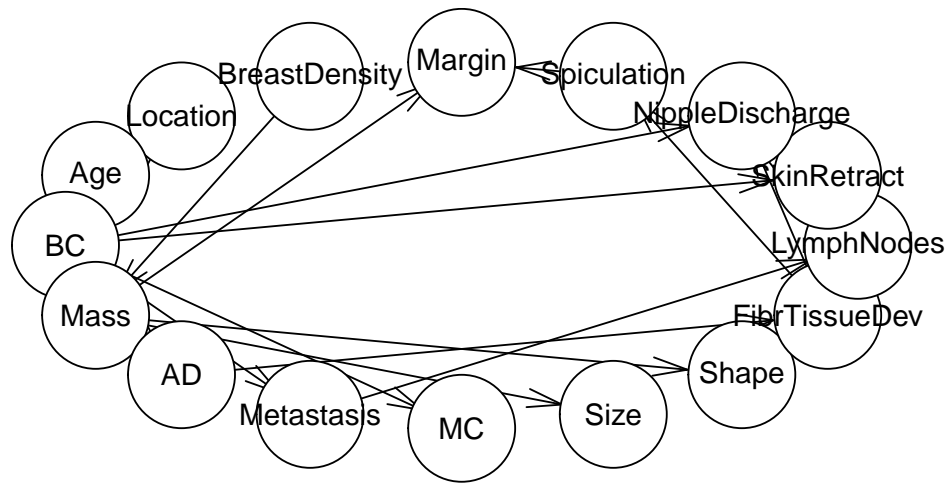 Margin
BreastDensity
Spiculation
Location
NippleDischarge
Age
SkinRetract
BC
LymphNodes
Mass
FibrTissueDev
AD
Shape
Metastasis
Size
MC